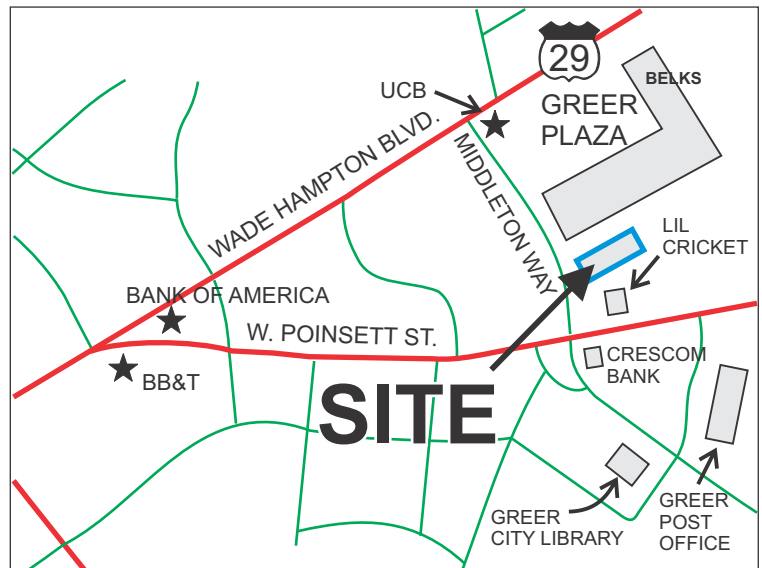 29
BELKS
UCB
GREER
PLAZA
WADE HAMPTON BLVD.
MIDDLETON WAY
LIL
CRICKET
BANK OF AMERICA
W. POINSETT ST.
CRESCOM
BANK
BB&T
SITE
GREER
CITY LIBRARY
GREER
POST
OFFICE